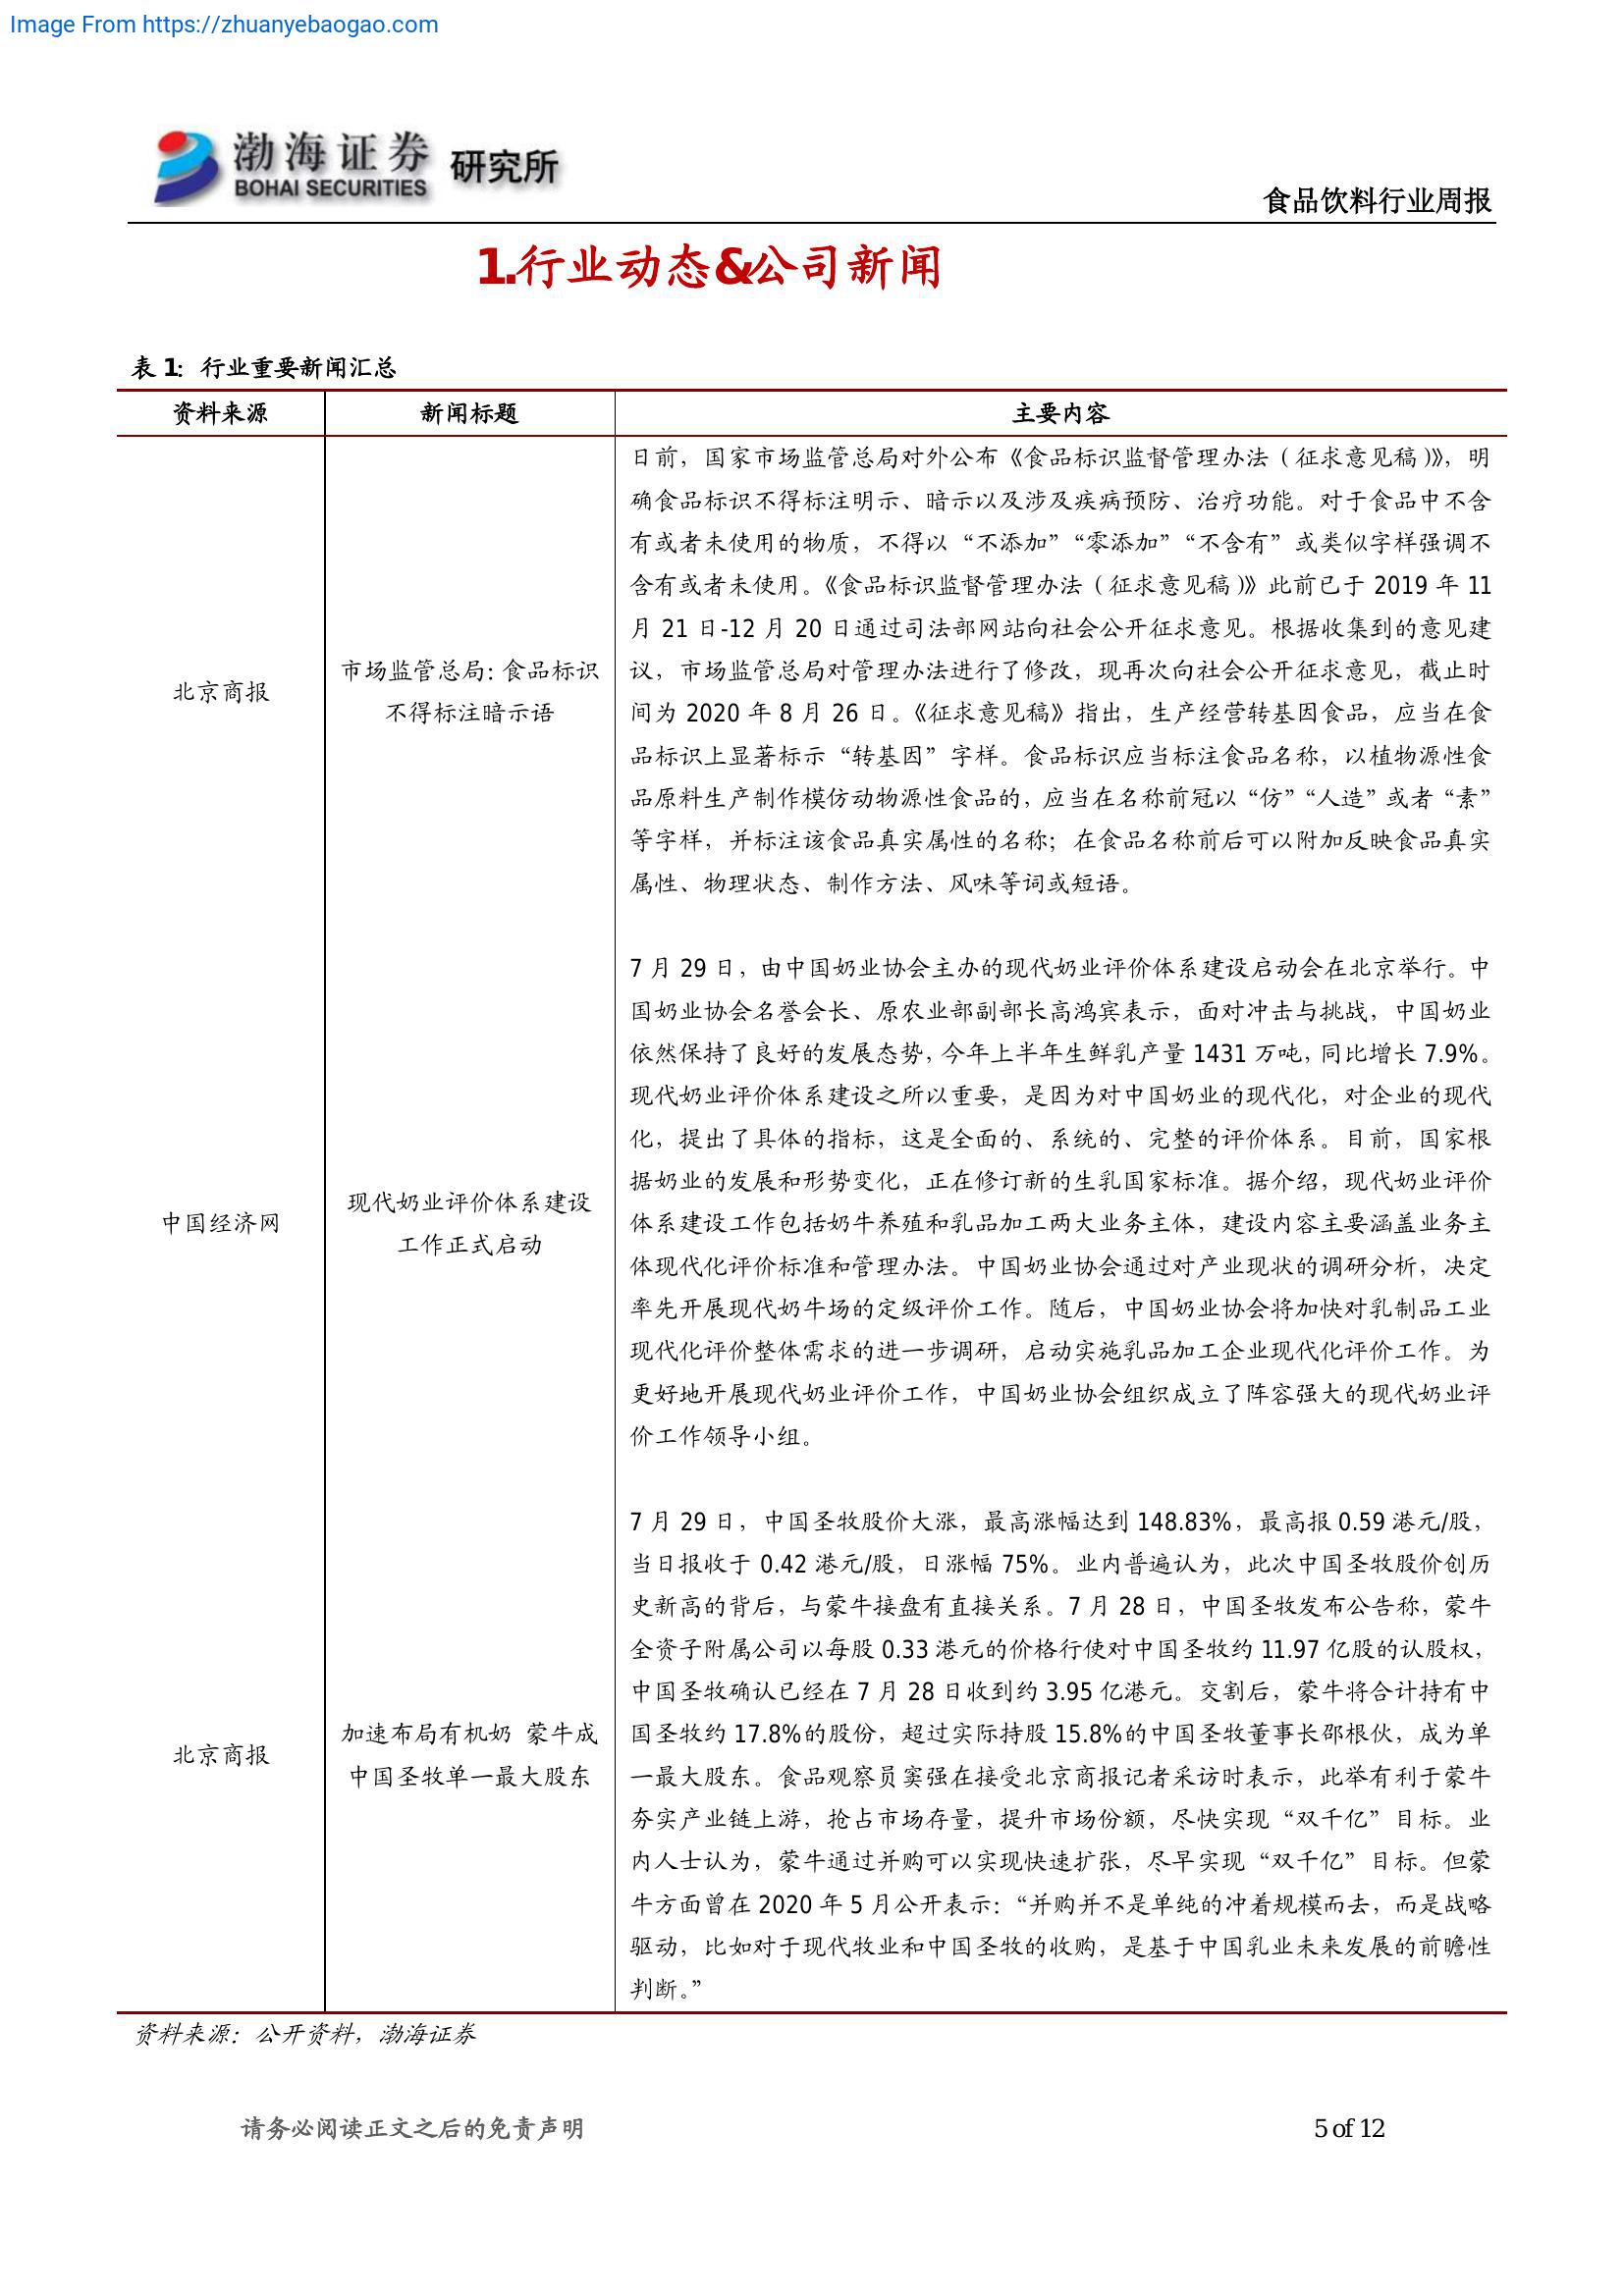 Image From https://zhuanyebaogao.com
渤海证券 研究所
BOHAI SECURITIES
食品饮料行业周报
1.行业动态&公司新闻
表 1: 行业重要新闻汇总
资料来源 新闻标题 主要内容
北京商报
市场监管总局：食品标识
不得标注暗示语
日前，国家市场监管总局对外公布《食品标识监督管理办法（征求意见稿）》，明
确食品标识不得标注明示、暗示以及涉及疾病预防、治疗功能。对于食品中不含
有或者未使用的物质，不得以“不添加”“零添加”“不含有”或类似字样强调不
含有或者未使用。《食品标识监督管理办法（征求意见稿）》此前已于 2019 年 11
月 21 日-12 月 20 日通过司法部网站向社会公开征求意见。根据收集到的意见建
议，市场监管总局对管理办法进行了修改，现再次向社会公开征求意见，截止时
间为 2020 年 8 月 26 日。《征求意见稿》指出，生产经营转基因食品，应当在食
品标识上显著标示“转基因”字样。食品标识应当标注食品名称，以植物源性食
品原料生产制作模仿动物源性食品的，应当在名称前冠以“仿”“人造”或者“素”
等字样，并标注该食品真实属性的名称；在食品名称前后可以附加反映食品真实
属性、物理状态、制作方法、风味等词或短语。
中国经济网
现代奶业评价体系建设
工作正式启动
7 月 29 日，由中国奶业协会主办的现代奶业评价体系建设启动会在北京举行。中
国奶业协会名誉会长、原农业部副部长高鸿宾表示，面对冲击与挑战，中国奶业
依然保持了良好的发展态势，今年上半年生鲜乳产量 1431 万吨，同比增长 7.9%。
现代奶业评价体系建设之所以重要，是因为对中国奶业的现代化，对企业的现代
化，提出了具体的指标，这是全面的、系统的、完整的评价体系。目前，国家根
据奶业的发展和形势变化，正在修订新的生乳国家标准。据介绍，现代奶业评价
体系建设工作包括奶牛养殖和乳品加工两大业务主体，建设内容主要涵盖业务主
体现代化评价标准和管理办法。中国奶业协会通过对产业现状的调研分析，决定
率先开展现代奶牛场的定级评价工作。随后，中国奶业协会将加快对乳制品工业
现代化评价整体需求的进一步调研，启动实施乳品加工企业现代化评价工作。为
更好地开展现代奶业评价工作，中国奶业协会组织成立了阵容强大的现代奶业评
价工作领导小组。
北京商报
加速布局有机奶 蒙牛成
中国圣牧单一最大股东
7 月 29 日，中国圣牧股价大涨，最高涨幅达到 148.83%，最高报 0.59 港元/股，
当日报收于 0.42 港元/股，日涨幅 75%。业内普遍认为，此次中国圣牧股价创历
史新高的背后，与蒙牛接盘有直接关系。7 月 28 日，中国圣牧发布公告称，蒙牛
全资子附属公司以每股 0.33 港元的价格行使对中国圣牧约 11.97 亿股的认股权，
中国圣牧确认已经在 7 月 28 日收到约 3.95 亿港元。交割后，蒙牛将合计持有中
国圣牧约 17.8%的股份，超过实际持股 15.8%的中国圣牧董事长邵根伙，成为单
一最大股东。食品观察员窦强在接受北京商报记者采访时表示，此举有利于蒙牛
夯实产业链上游，抢占市场存量，提升市场份额，尽快实现“双千亿”目标。业
内人士认为，蒙牛通过并购可以实现快速扩张，尽早实现“双千亿”目标。但蒙
牛方面曾在 2020 年 5 月公开表示：“并购并不是单纯的冲着规模而去，而是战略
驱动，比如对于现代牧业和中国圣牧的收购，是基于中国乳业未来发展的前瞻性
判断。”
资料来源：公开资料，渤海证券
请务必阅读正文之后的免责声明 5 of 12